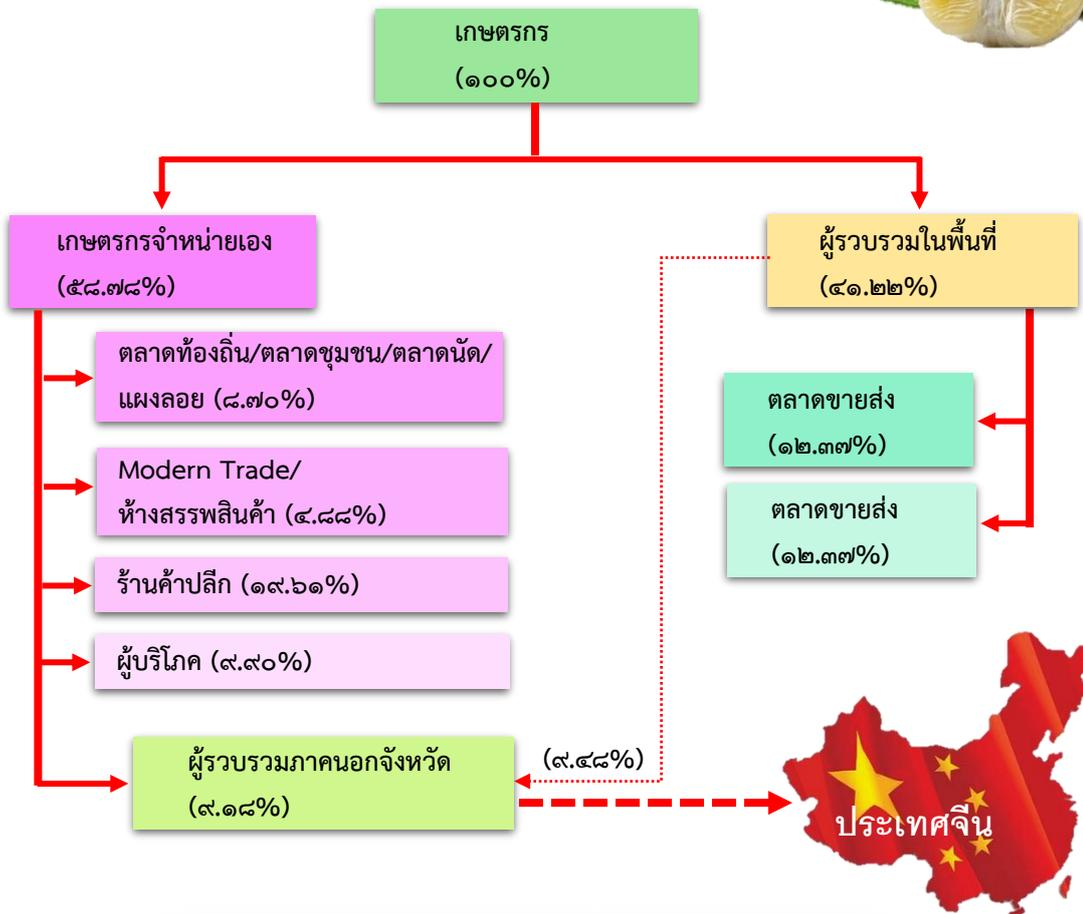 เกษตรกร
(๑๐๐%)
เกษตรกรจำหน่ายเอง
(๕๘.๗๘%)
ผู้รวบรวมในพื้นที่
(๔๑.๒๒%)
ตลาดท้องถิ่น/ตลาดชุมชน/ตลาดนัด/
แผงลอย (๘.๗๐%)
Modern Trade/
ห้างสรรพสินค้า (๔.๘๘%)
ร้านค้าปลีก (๑๙.๖๑%)
ผู้บริโภค (๙.๙๐%)
ตลาดขายส่ง
(๑๒.๓๗%)
ตลาดขายส่ง
(๑๒.๓๗%)
ผู้รวบรวมภาคนอกจังหวัด
(๙.๑๘%)
(๙.๔๘%)
ประเทศจีน